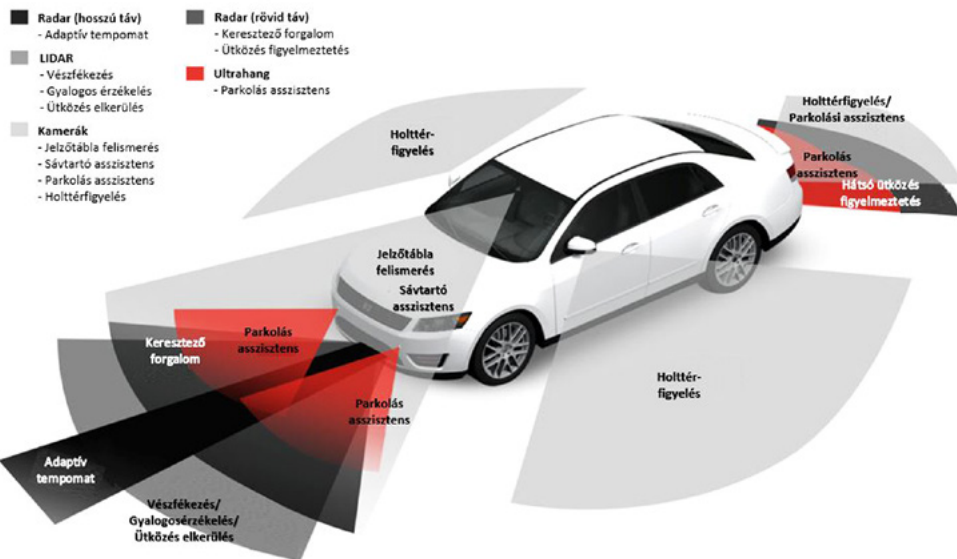 Radar (hosszú táv)
- Adaptív tempomat
LIDAR
- Vészfékezés
- Gyalogos érzékelés
- Ütközés elkerülés
Kamerák
- Jelzőtábla felismerés
- Sávtartó asszisztens
- Parkolás asszisztens
- Holttérfigyelés
Radar (rövid táv)
- Keresztező forgalom
- Ütközés figyelmeztetés
Ultrahang
- Parkolás asszisztens
Holttér-
figyelés
Holttérfigyelés/
Parkolási asszisztens
Parkolás
asszisztens
Hátsó ütközés
figyelmeztetés
Jelzőtábla
felismerés
Sávtartó
asszisztens
Keresztező
forgalom
Parkolás
asszisztens
Parkolás
asszisztens
Holttér-
figyelés
Adaptív
tempomat
Vészfékezés/
Gyalogosérzékelés/
Ütközés elkerülés